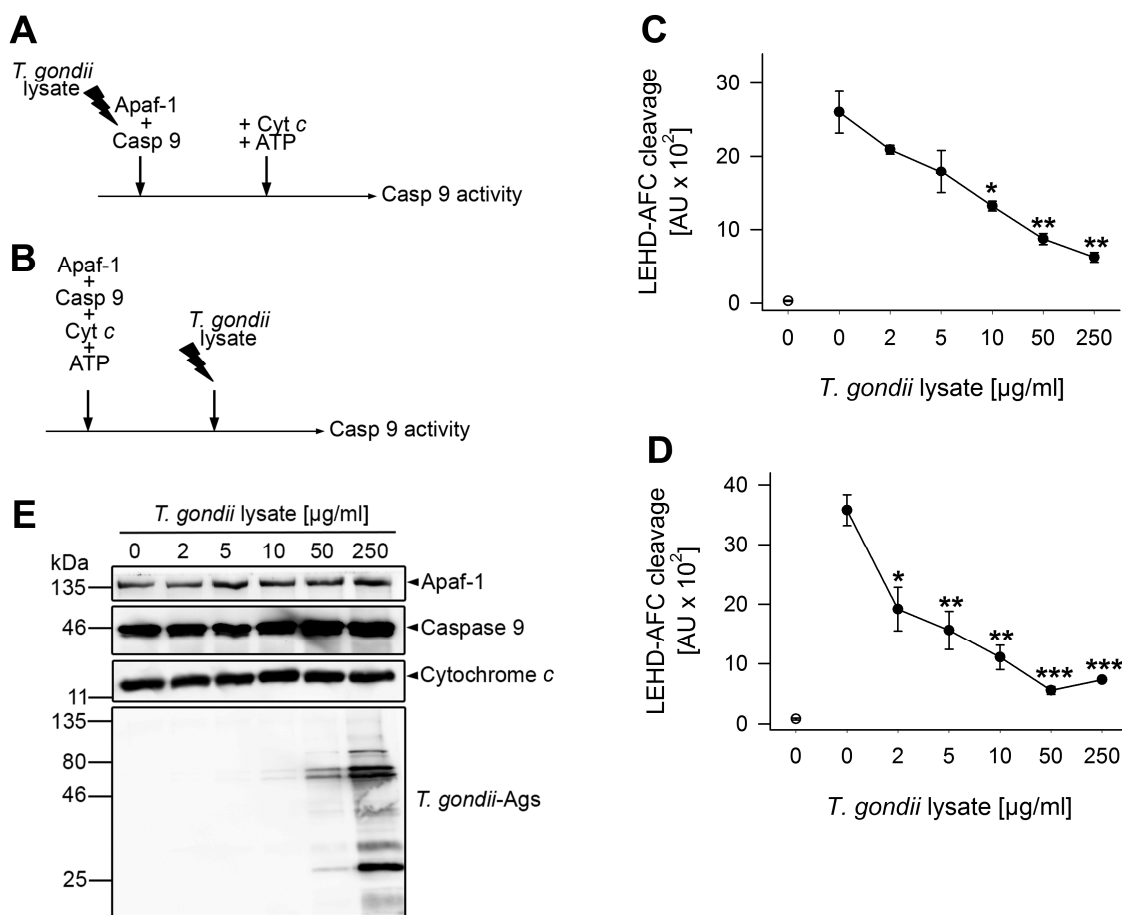 A
T. gondii
lysate
Apaf-1
+
Casp 9
+ Cyt c
+ ATP
Casp 9 activity
B
Apaf-1
+
Casp 9
+
Cyt c
+
ATP
T. gondii
lysate
Casp 9 activity
C
LEHD-AFC cleavage
[AU x 10²]
30
20
10
0
*
**
**
0 0 2 5 10 50 250
T. gondii lysate [µg/ml]
D
LEHD-AFC cleavage
[AU x 10²]
40
30
20
10
0
*
**
**
***
***
0 0 2 5 10 50 250
T. gondii lysate [µg/ml]
E
T. gondii lysate [µg/ml]
0 2 5 10 50 250
kDa
135
Apaf-1
46
Caspase 9
Cytochrome c
11
135
80
46
T. gondii-Ags
25